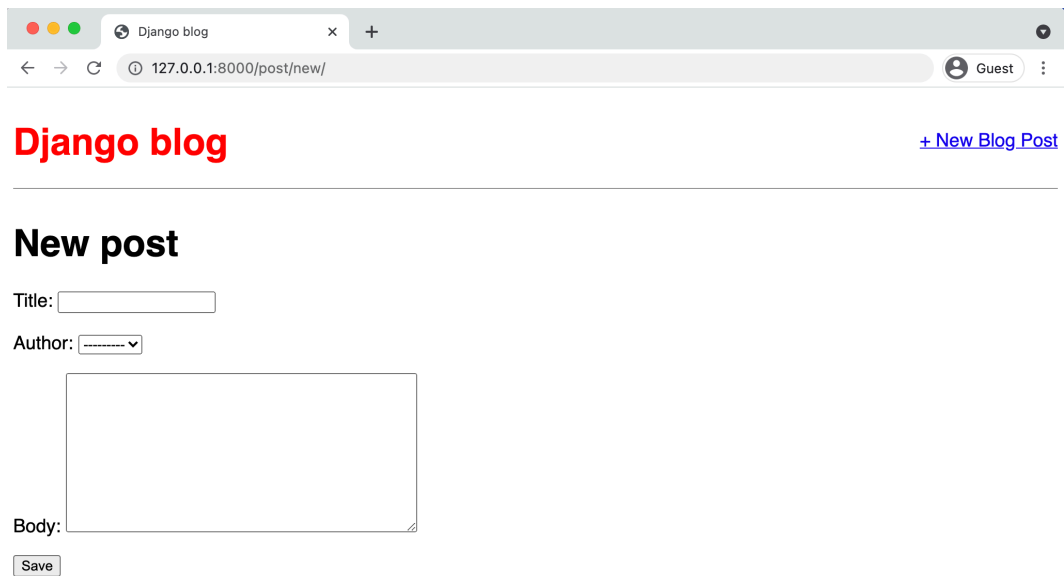 Django blog
127.0.0.1:8000/post/new/
Guest
Django blog
+ New Blog Post
New post
Title:
Author: ---------
Body:
Save